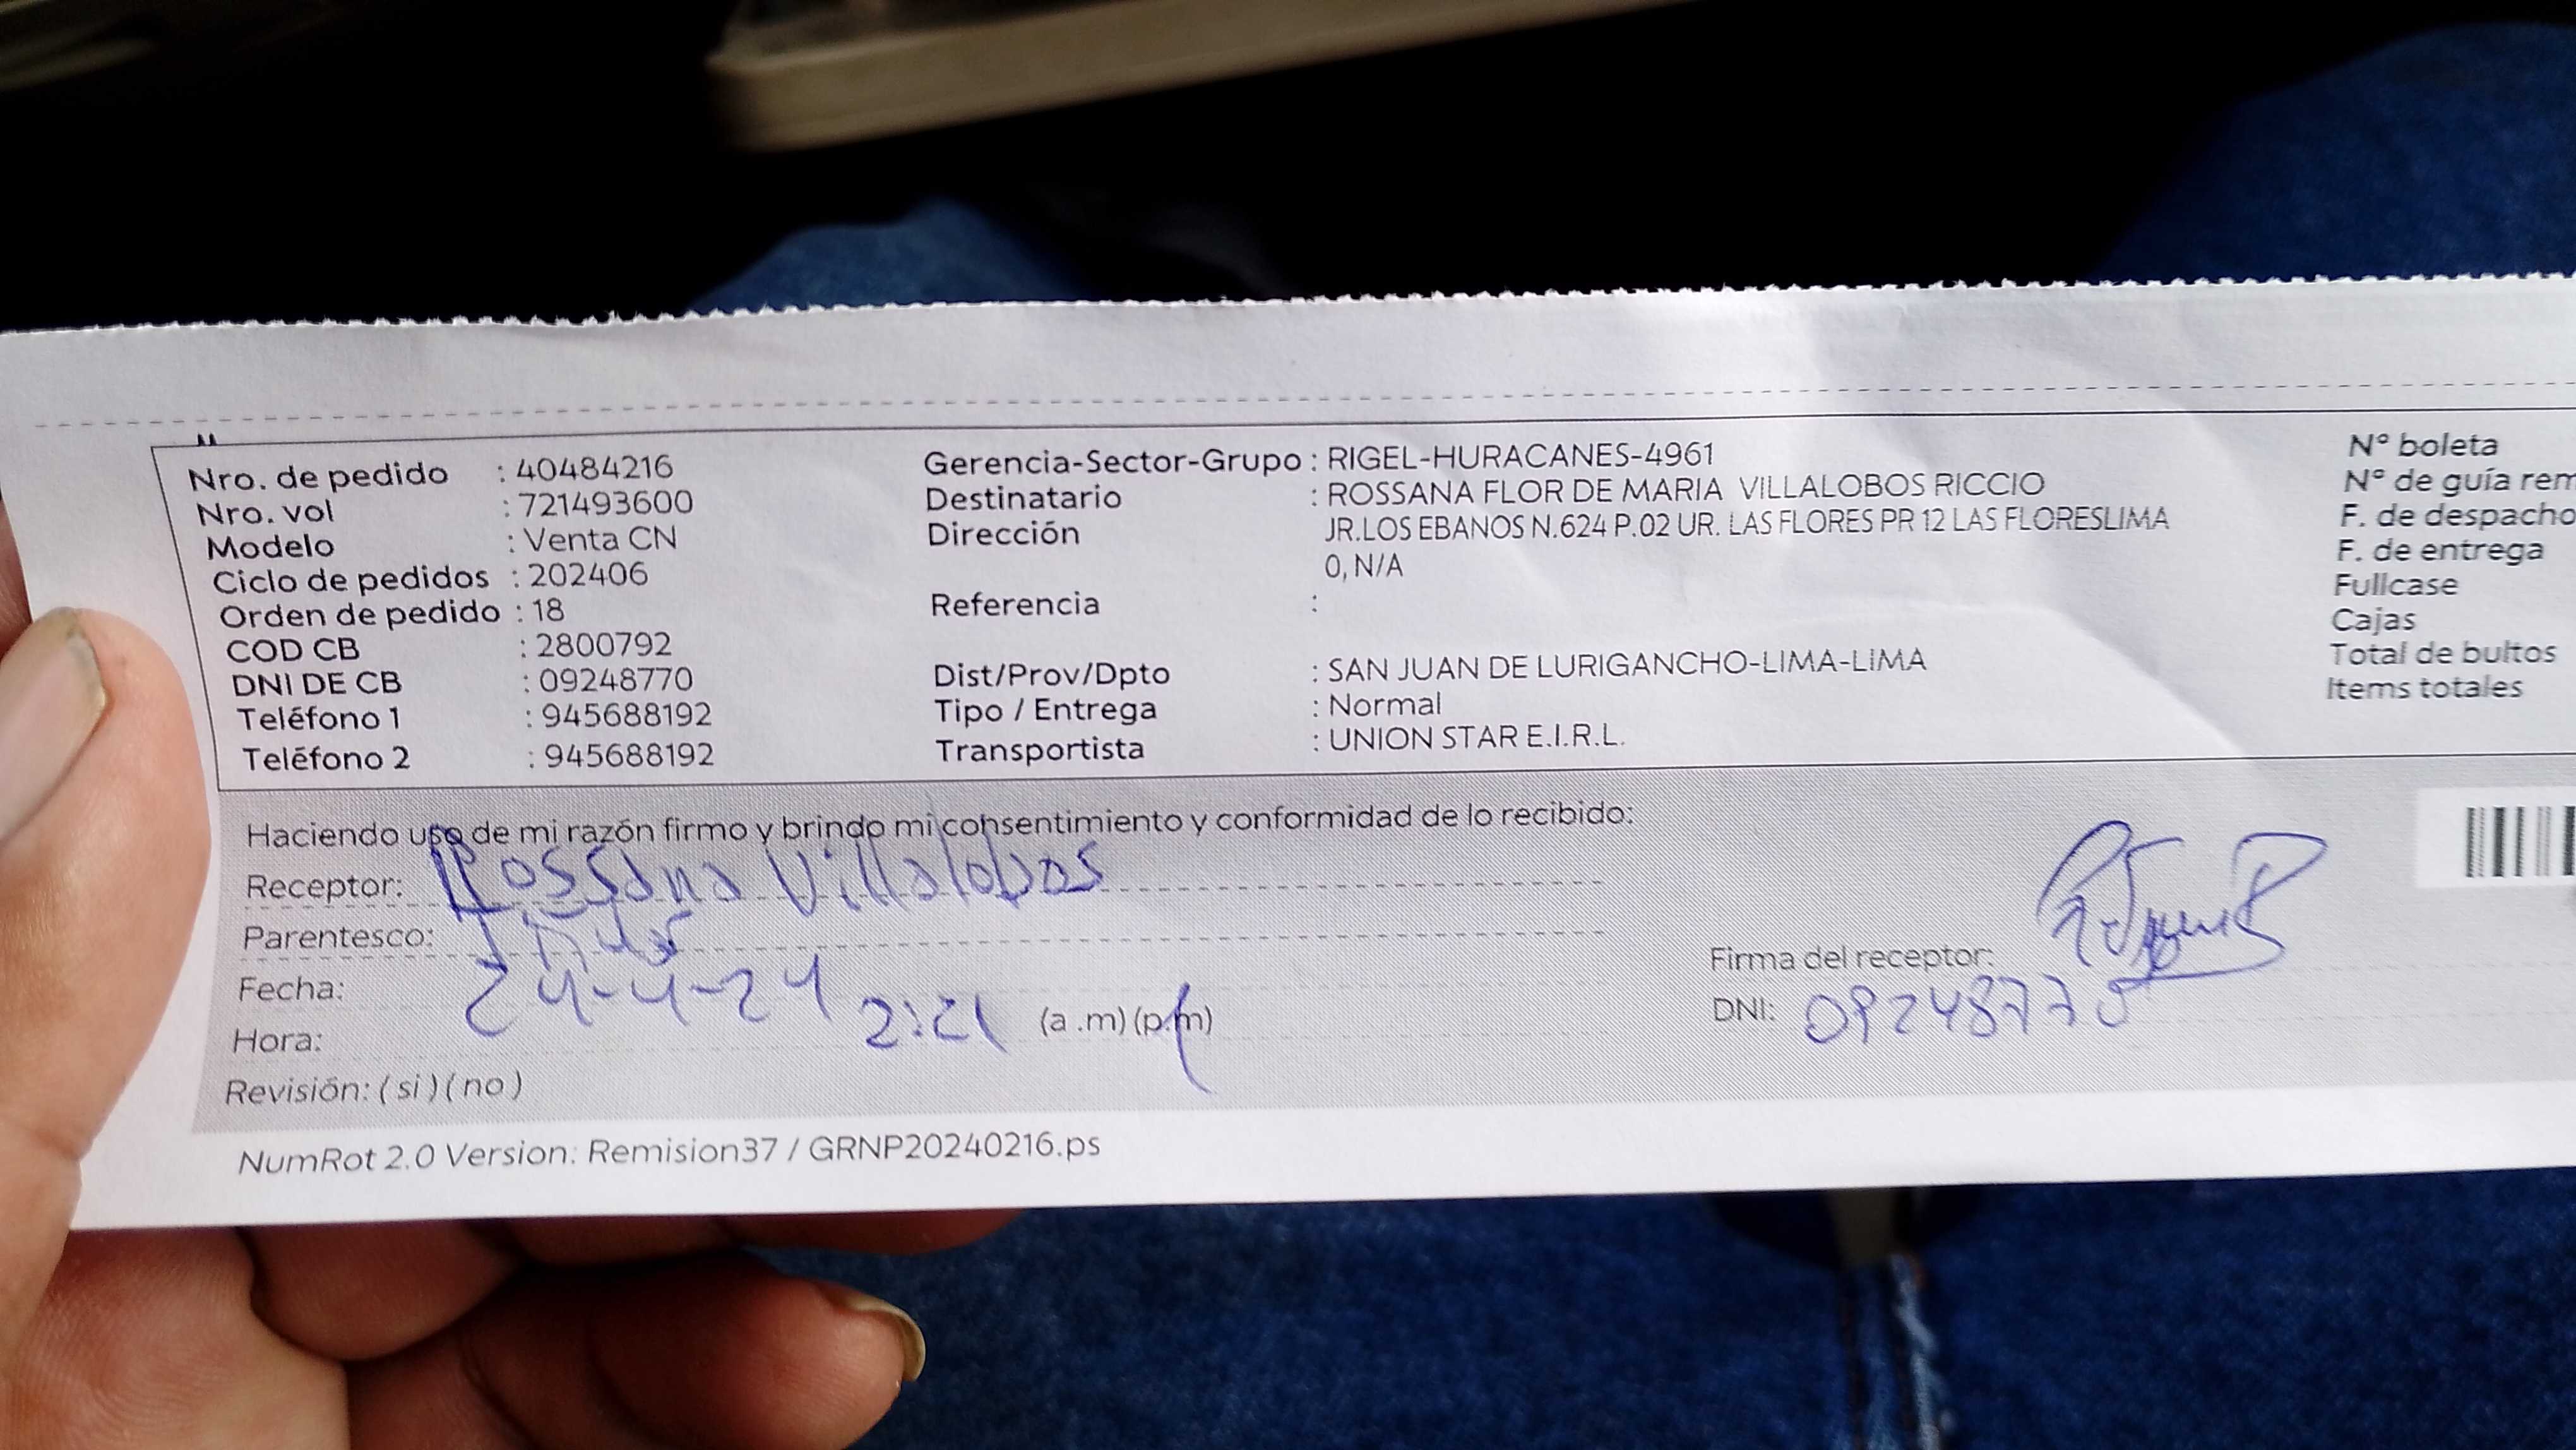 Nro. de pedido : 40484216
Nro. vol : 721493600
Modelo : Venta CN
Ciclo de pedidos : 202406
Orden de pedido : 18
COD CB : 2800792
DNI DE CB : 09248770
Teléfono 1 : 945688192
Teléfono 2 : 945688192
Gerencia-Sector-Grupo : RIGEL-HURACANES-4961
Destinatario : ROSSANA FLOR DE MARIA VILLALOBOS RICCIO
Dirección JR.LOS EBANOS N.624 P.02 UR. LAS FLORES PR 12 LAS FLORESLIMA
0, N/A
Referencia :
Dist/Prov/Dpto : SAN JUAN DE LURIGANCHO-LIMA-LIMA
Tipo / Entrega : Normal
Transportista : UNION STAR E.I.R.L.
N° boleta
N° de guía rem
F. de despacho
F. de entrega
Fullcase
Cajas
Total de bultos
Items totales
Haciendo uso de mi razón firmo y brindo mi consentimiento y conformidad de lo recibido:
Receptor: Rossana Villalobos
Parentesco:
Fecha: 24-4-24
Hora: 2:21 (a .m) (p.m)
Revisión: ( si ) ( no )
Firma del receptor:
DNI: 09248770
NumRot 2.0 Version: Remision37 / GRNP20240216.ps